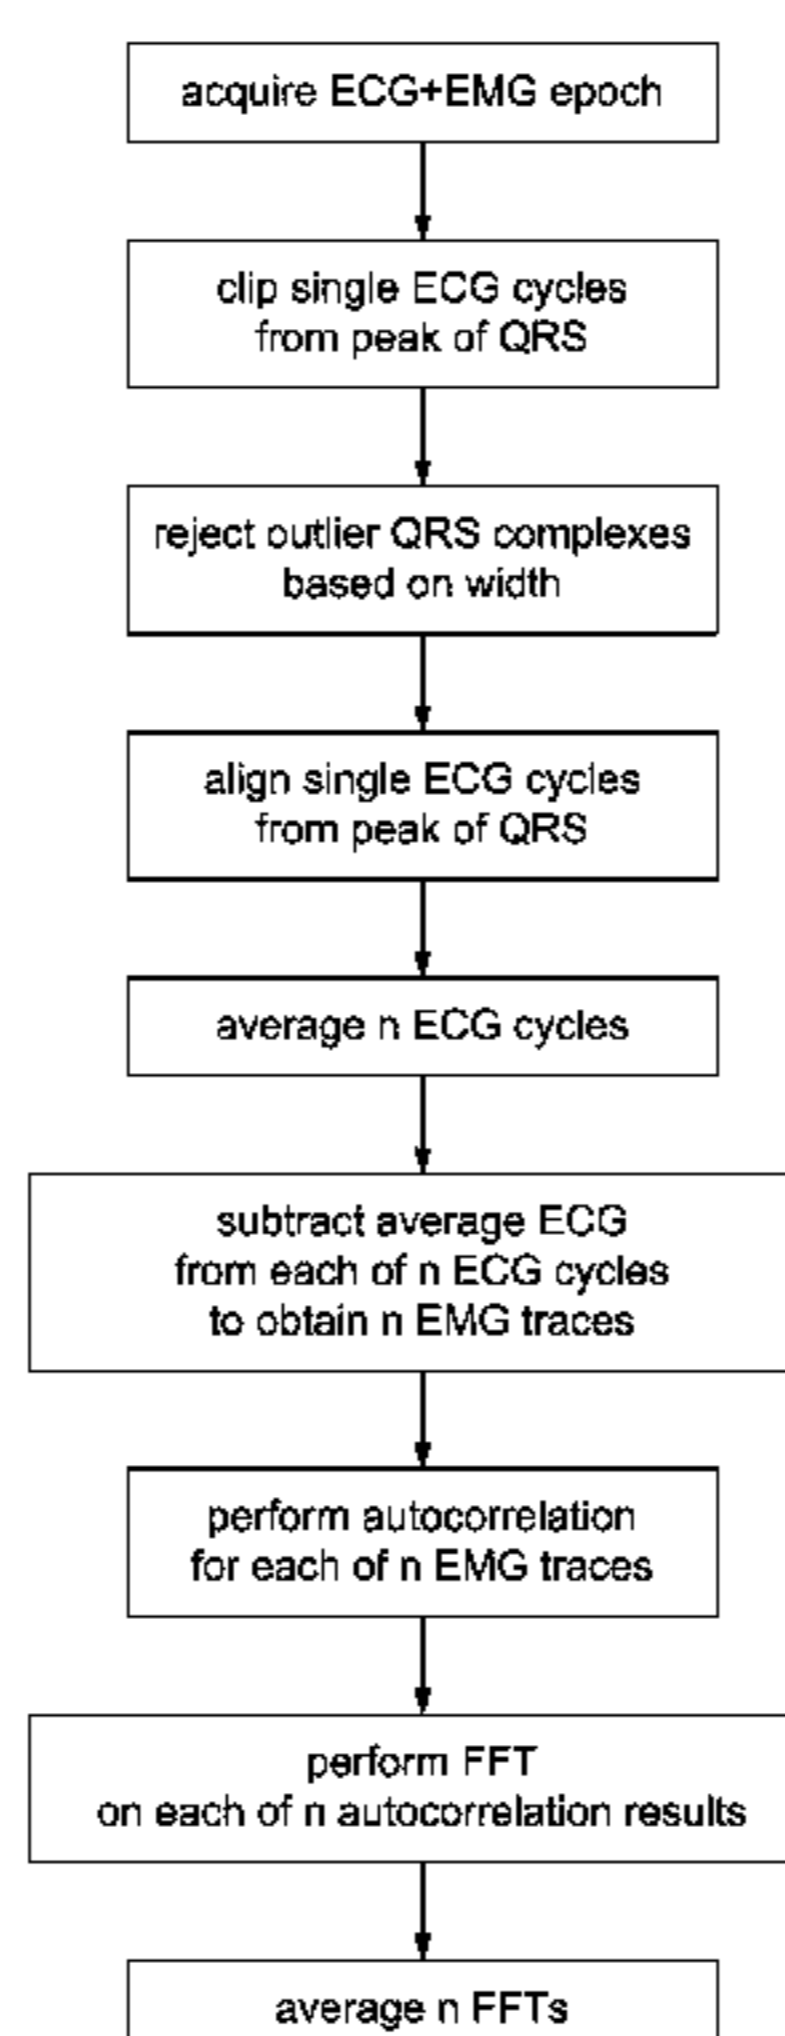 acquire ECG+EMG epoch
clip single ECG cycles
from peak of QRS
reject outlier QRS complexes
based on width
align single ECG cycles
from peak of QRS
average n ECG cycles
subtract average ECG
from each of n ECG cycles
to obtain n EMG traces
perform autocorrelation
for each of n EMG traces
perform FFT
on each of n autocorrelation results
average n FFTs